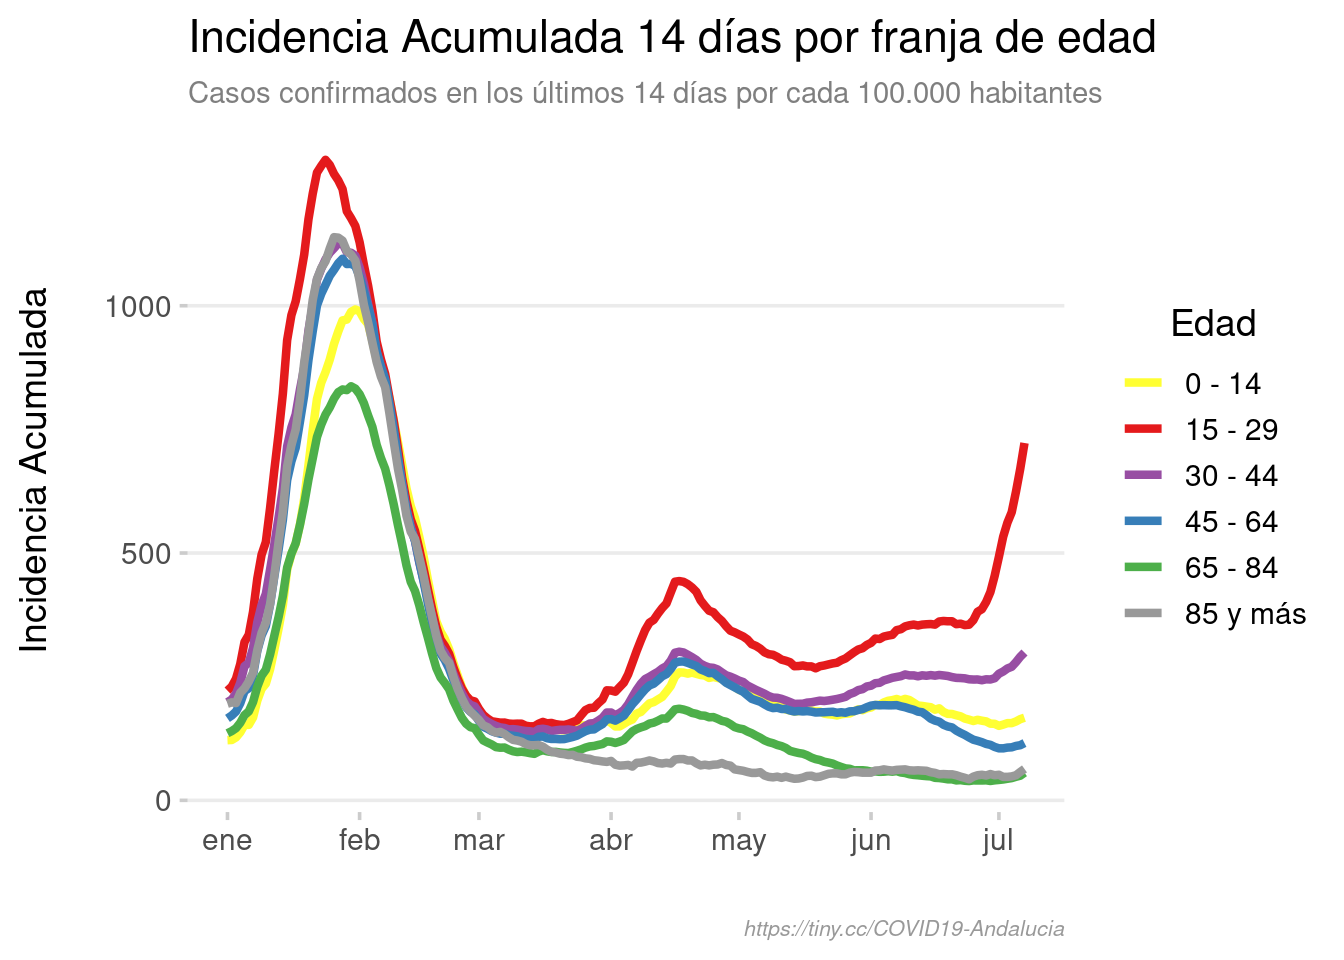 Incidencia Acumulada 14 días por franja de edad
Casos confirmados en los últimos 14 días por cada 100.000 habitantes
Incidencia Acumulada
1000
500
0
ene feb mar abr may jun jul
Edad
0 - 14
15 - 29
30 - 44
45 - 64
65 - 84
85 y más
https://tiny.cc/COVID19-Andalucia